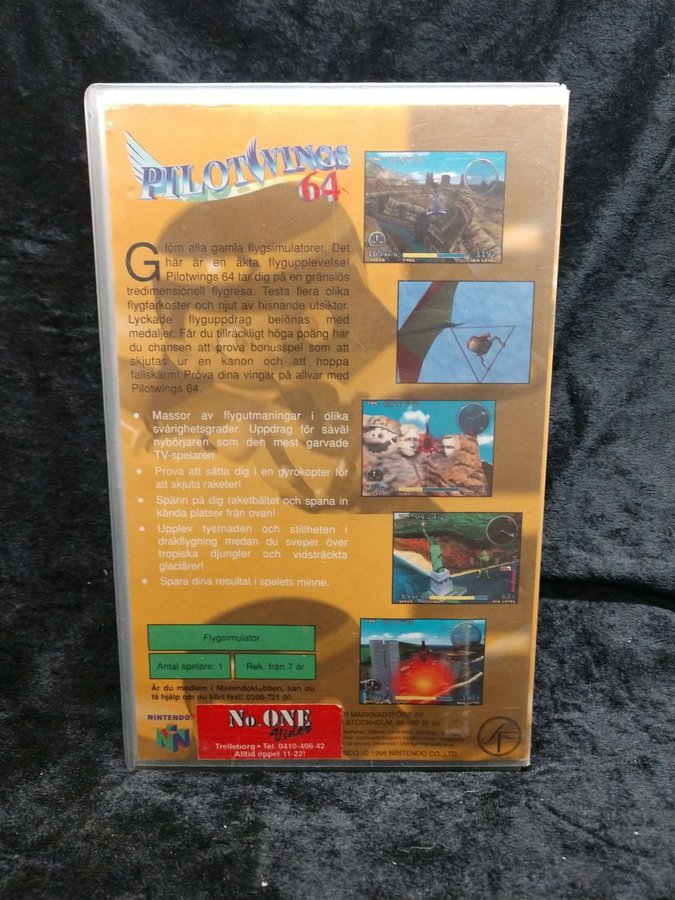 PILOTWINGS
64
Glöm alla gamla flygsimulatorer. Det
här är en äkta flygupplevelse!
Pilotwings 64 tar dig på en gränslös
tredimensionell flygresa. Testa flera olika
flygfarkoster och njut av hisnande utsikter.
Lyckade flyguppdrag belönas med
medaljer. Får du tillräckligt höga poäng har
du chansen att prova bonusspel som att
skjutas ur en kanon och att hoppa
fallskärm! Pröva dina vingar på allvar med
Pilotwings 64.
• Massor av flygutmaningar i olika
svårighetsgrader. Uppdrag för såväl
nybörjaren som den mest garvade
TV-spelaren.
• Prova att sätta dig i en gyrokopter för
att skjuta raketer!
• Spänn på dig raketbältet och spana in
kända platser från ovan!
• Upplev tystnaden och stillheten i
drakflygning medan du sveper över
tropiska djungler och vidsträckta
glaciärer!
• Spara dina resultat i spelets minne.
Flygsimulator
Antal spelare: 1
Rek. från 7 år
Är du medlem i Nintendoklubben, kan du
få hjälp om du kört fast! 0306-721 00
NINTENDO
No. ONE
Video
Trelleborg • Tel. 0410-406 42
Alltid öppet 11-22!
MARKNADSFÖRS AV
STOCKHOLM
© 1996 NINTENDO CO., LTD.